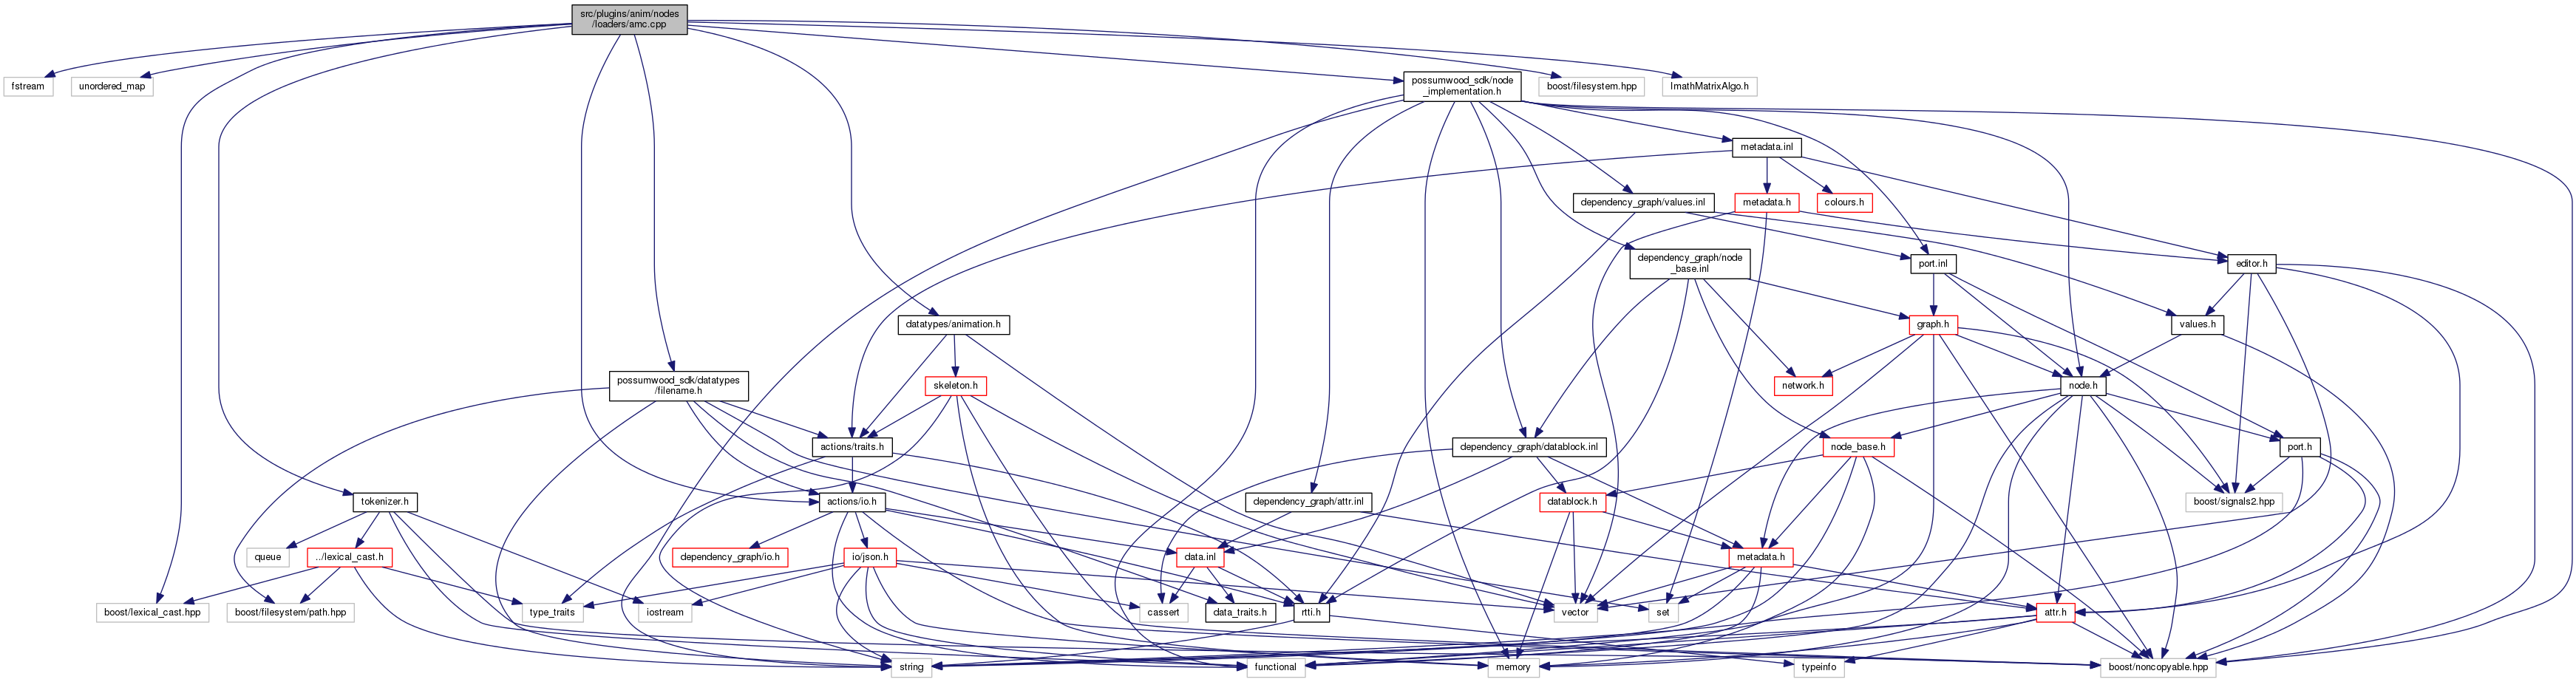 src/plugins/anim/nodes
/loaders/amc.cpp
fstream
unordered_map
possumwood_sdk/node
_implementation.h
boost/filesystem.hpp
ImathMatrixAlgo.h
metadata.inl
dependency_graph/values.inl
metadata.h
colours.h
dependency_graph/node
_base.inl
port.inl
editor.h
datatypes/animation.h
graph.h
values.h
possumwood_sdk/datatypes
/filename.h
skeleton.h
network.h
node.h
actions/traits.h
dependency_graph/datablock.inl
node_base.h
port.h
tokenizer.h
actions/io.h
dependency_graph/attr.inl
datablock.h
boost/signals2.hpp
queue
../lexical_cast.h
dependency_graph/io.h
io/json.h
data.inl
metadata.h
boost/lexical_cast.hpp
boost/filesystem/path.hpp
type_traits
iostream
cassert
data_traits.h
rtti.h
vector
set
attr.h
string
functional
memory
typeinfo
boost/noncopyable.hpp